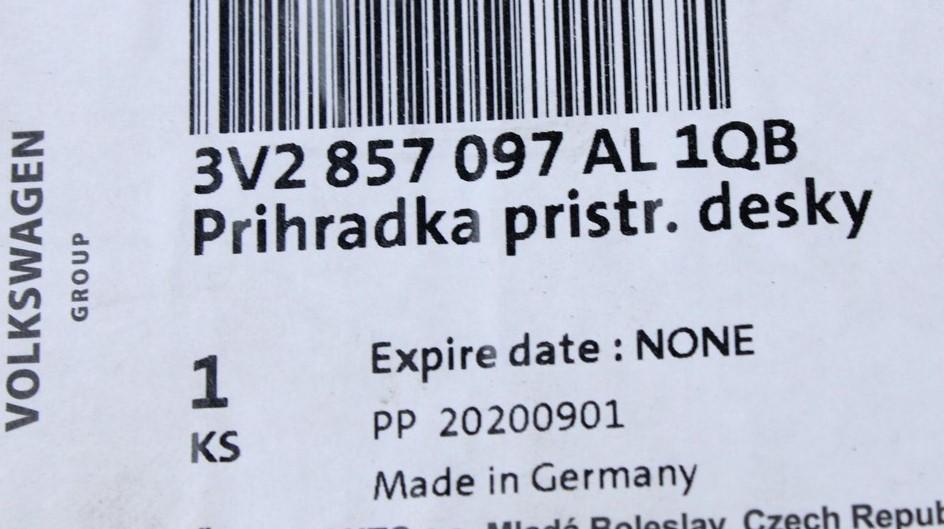 VOLKSWAGEN
GROUP
3V2 857 097 AL 1QB
Prihradka pristr. desky
1
KS
Expire date : NONE
PP 20200901
Made in Germany
Mladá Boleslav, Czech Repub